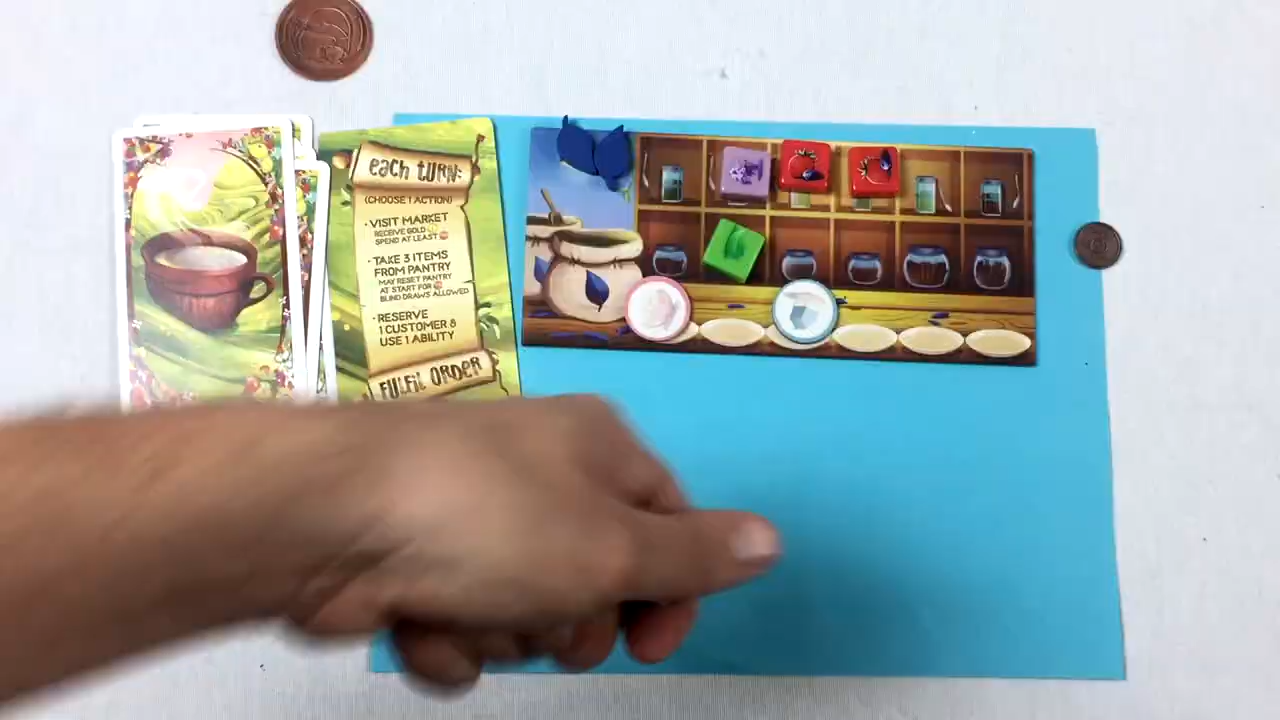 each turn:
(CHOOSE 1 ACTION)
· VISIT MARKET
RECEIVE GOLD
SPEND AT LEAST
· TAKE 3 ITEMS
FROM PANTRY
MAY RESET PANTRY
AT START FOR
BLIND DRAWS ALLOWED
· RESERVE
1 CUSTOMER &
USE 1 ABILITY
FULFIL ORDER